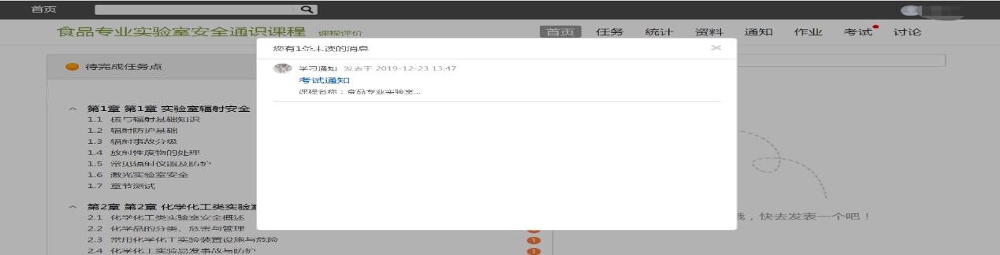 首页
食品专业实验室安全通识课程 课程评价
首页 任务 统计 资料 通知 作业 考试 讨论
待完成任务点
第1章 第1章 实验室辐射安全
1.1 核与辐射基础知识
1.2 辐射防护基础
1.3 辐射事故分级
1.4 放射性废物的处理
1.5 常见辐射仪器及防护
1.6 激光实验室安全
1.7 章节测试
第2章 第2章 化学化工类实验室
2.1 化学化工类实验室安全概述
2.2 化学品的分类、危害与管理
2.3 常用化学化工实验装置设施与危险 1
2.4 化学化工实验易发事故与防护 1
您有1条未读的消息
学习通知 发表于 2019-12-23 13:47
考试通知
课程名称：食品专业实验室...
，快去发表一个吧！